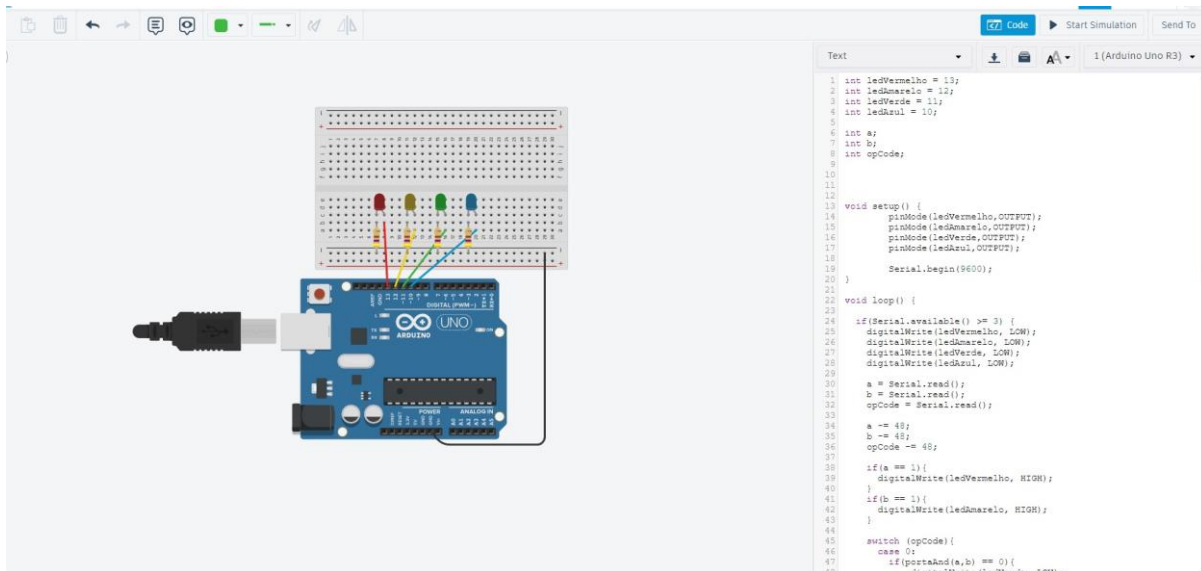 Code
Start Simulation
Send To
Text
1 (Arduino Uno R3)
1 int ledVermelho = 13;
2 int ledAmarelo = 12;
3 int ledVerde = 11;
4 int ledAzul = 10;
5
6 int a;
7 int b;
8 int opCode;
9
10
11
12
13 void setup() {
14 pinMode(ledVermelho,OUTPUT);
15 pinMode(ledAmarelo,OUTPUT);
16 pinMode(ledVerde,OUTPUT);
17 pinMode(ledAzul,OUTPUT);
18
19 Serial.begin(9600);
20 }
21
22 void loop() {
23
24 if(Serial.available() >= 3) {
25 digitalWrite(ledVermelho, LOW);
26 digitalWrite(ledAmarelo, LOW);
27 digitalWrite(ledVerde, LOW);
28 digitalWrite(ledAzul, LOW);
29
30 a = Serial.read();
31 b = Serial.read();
32 opCode = Serial.read();
33
34 a -= 48;
35 b -= 48;
36 opCode -= 48;
37
38 if(a == 1){
39 digitalWrite(ledVermelho, HIGH);
40 }
41 if(b == 1){
42 digitalWrite(ledAmarelo, HIGH);
43 }
44
45 switch (opCode){
46 case 0:
47 if(portaAnd(a,b) == 0){
DIGITAL (PWM~)
UNO
ARDUINO
POWER
ANALOG IN